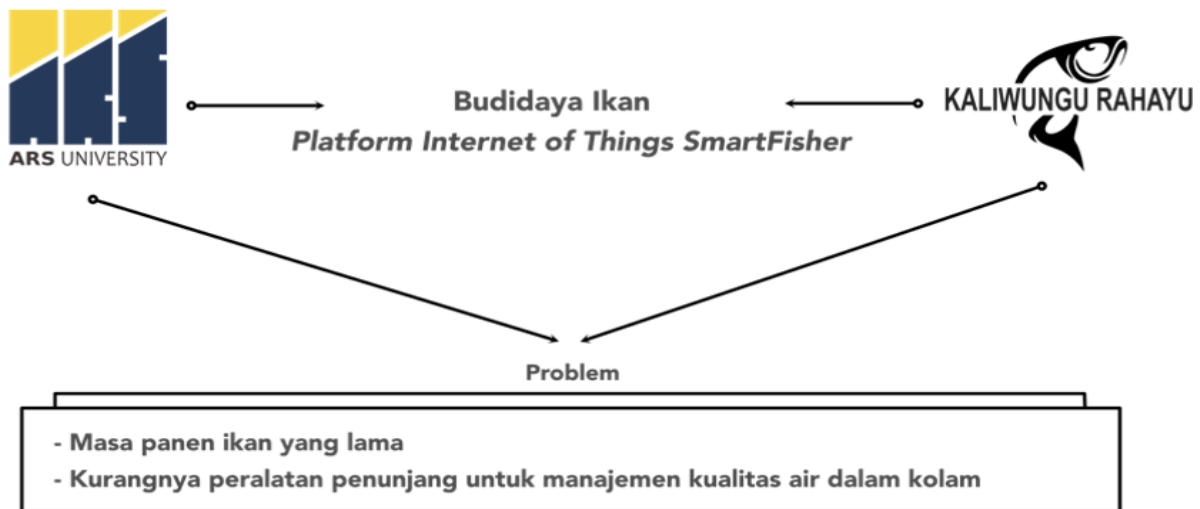 ARS UNIVERSITY
Budidaya Ikan
Platform Internet of Things SmartFisher
KALIWUNGU RAHAYU
Problem
- Masa panen ikan yang lama
- Kurangnya peralatan penunjang untuk manajemen kualitas air dalam kolam